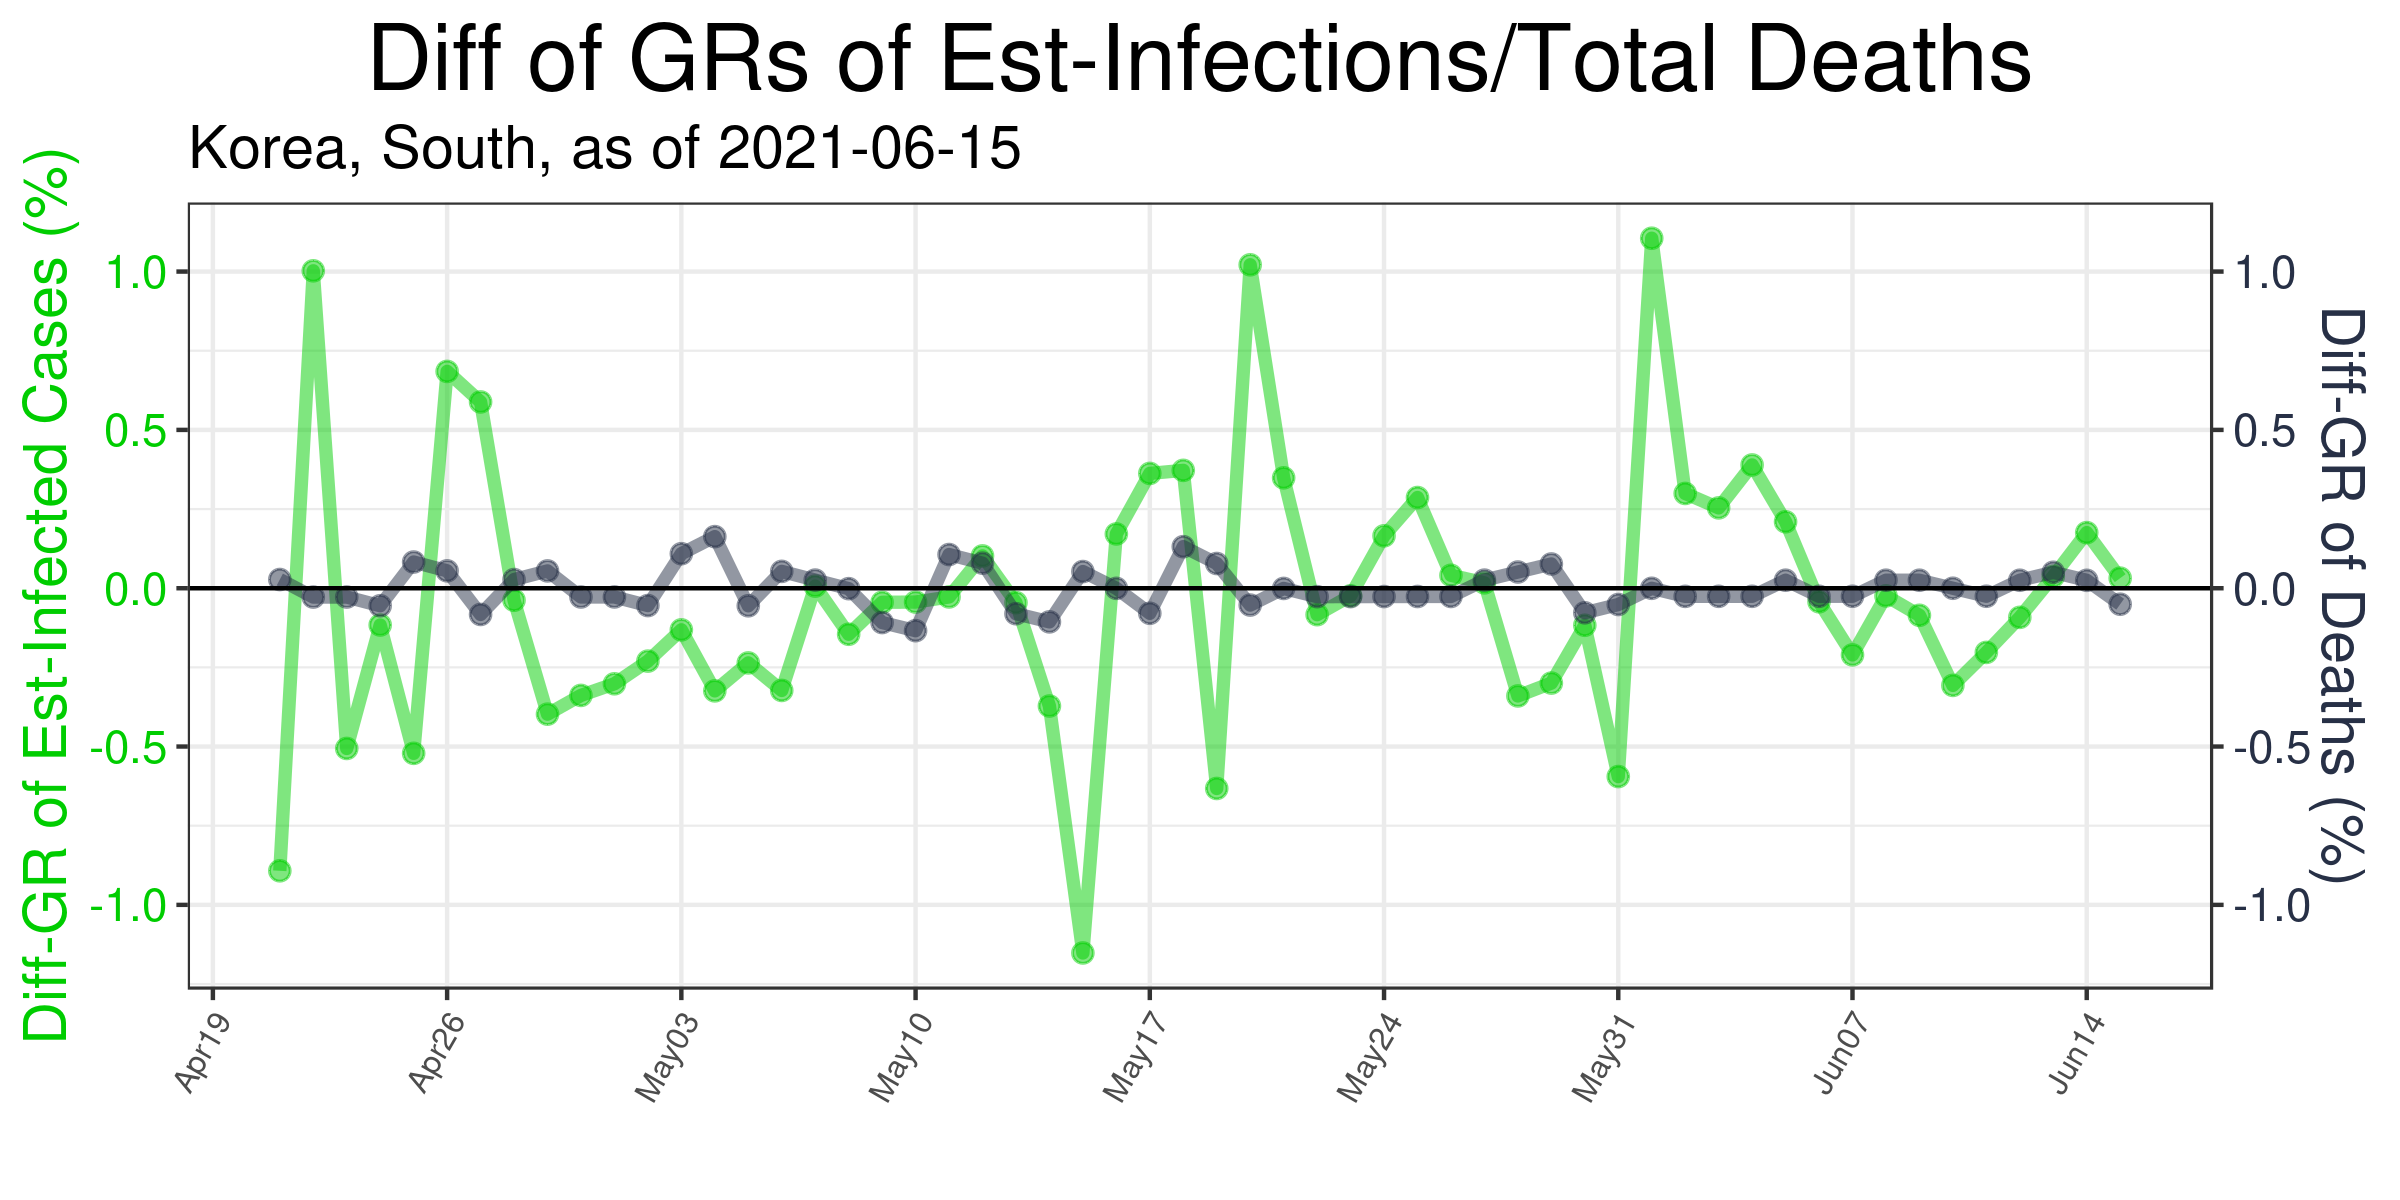 Diff of GRs of Est-Infections/Total Deaths
Korea, South, as of 2021-06-15
Diff-GR of Est-Infected Cases (%)
1.0
0.5
0.0
-0.5
-1.0
1.0
0.5
0.0
-0.5
-1.0
Diff-GR of Deaths (%)
Apr19
Apr26
May03
May10
May17
May24
May31
Jun07
Jun14